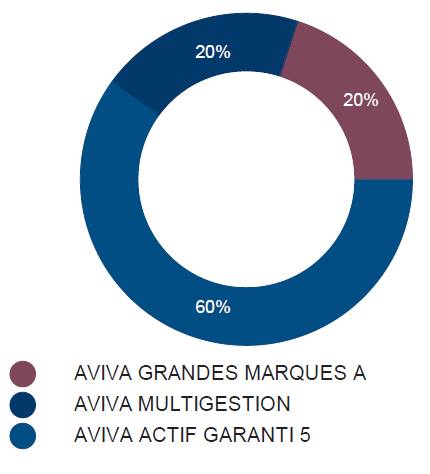 20%
20%
60%
AVIVA GRANDES MARQUES A
AVIVA MULTIGESTION
AVIVA ACTIF GARANTI 5